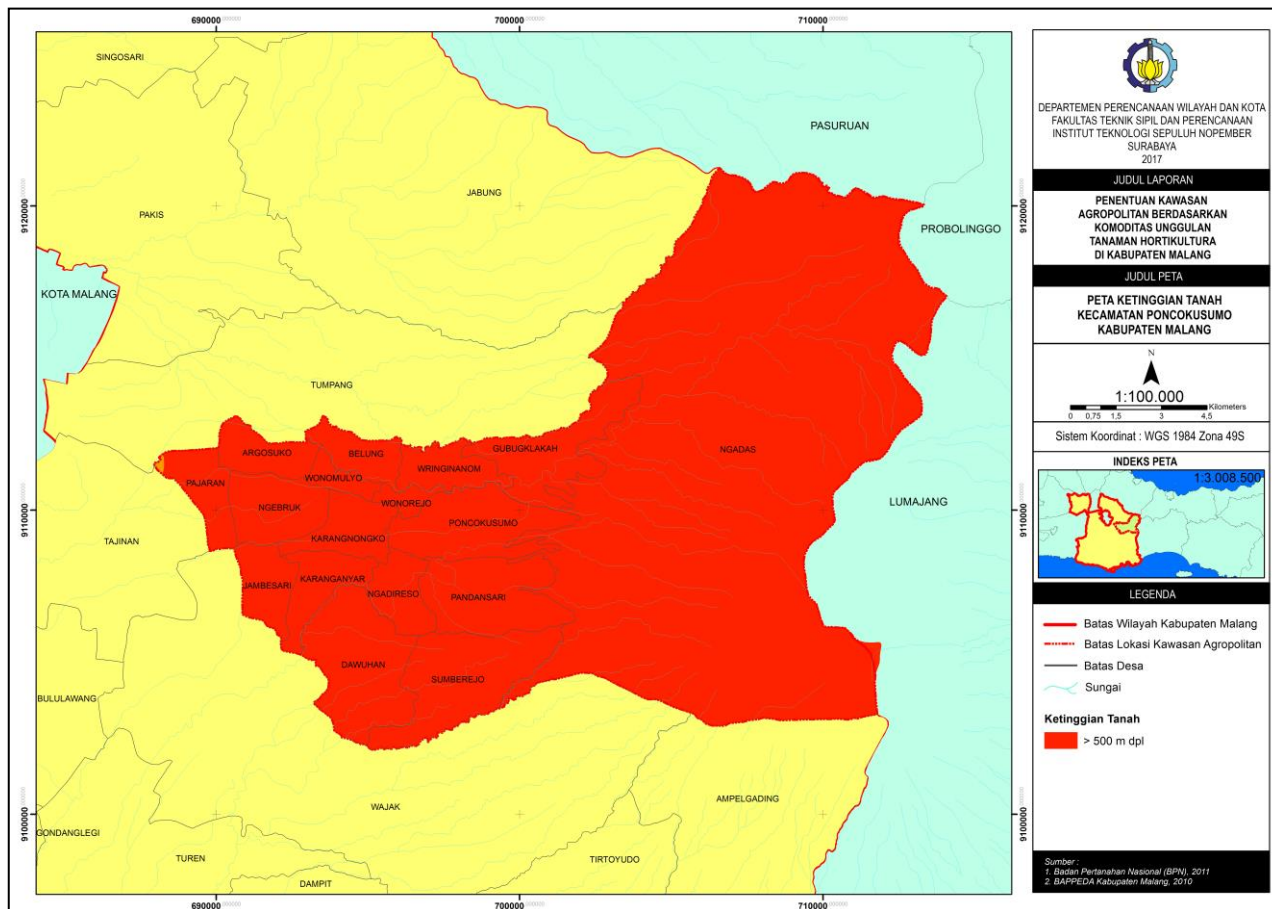 690000
700000
710000
SINGOSARI
PASURUAN
JABUNG
PAKIS
9120000
9120000
PROBOLINGGO
KOTA MALANG
TUMPANG
ARGOSUKO
BELUNG
GUBUGKLAKAH
NGADAS
WRINGINANOM
PAJARAN
WONOMULYO
WONOREJO
LUMAJANG
NGEBRUK
PONCOKUSUMO
9110000
9110000
TAJINAN
KARANGNONGKO
JAMBESARI
KARANGANYAR
NGADIRESO
PANDANSARI
DAWUHAN
SUMBEREJO
BULULAWANG
AMPELGADING
WAJAK
9100000
9100000
GONDANGLEGI
TUREN
TIRTOYUDO
DAMPIT
690000
700000
710000
DEPARTEMEN PERENCANAAN WILAYAH DAN KOTA
FAKULTAS TEKNIK SIPIL DAN PERENCANAAN
INSTITUT TEKNOLOGI SEPULUH NOPEMBER
SURABAYA
2017
JUDUL LAPORAN
PENENTUAN KAWASAN
AGROPOLITAN BERDASARKAN
KOMODITAS UNGGULAN
TANAMAN HORTIKULTURA
DI KABUPATEN MALANG
JUDUL PETA
PETA KETINGGIAN TANAH
KECAMATAN PONCOKUSUMO
KABUPATEN MALANG
N
1:100.000
Kilometers
0 0,75 1,5 3 4,5
Sistem Koordinat : WGS 1984 Zona 49S
INDEKS PETA
1:3.008.500
LEGENDA
Batas Wilayah Kabupaten Malang
Batas Lokasi Kawasan Agropolitan
Batas Desa
Sungai
Ketinggian Tanah
> 500 m dpl
Sumber :
1. Badan Pertanahan Nasional (BPN), 2011
2. BAPPEDA Kabupaten Malang, 2010